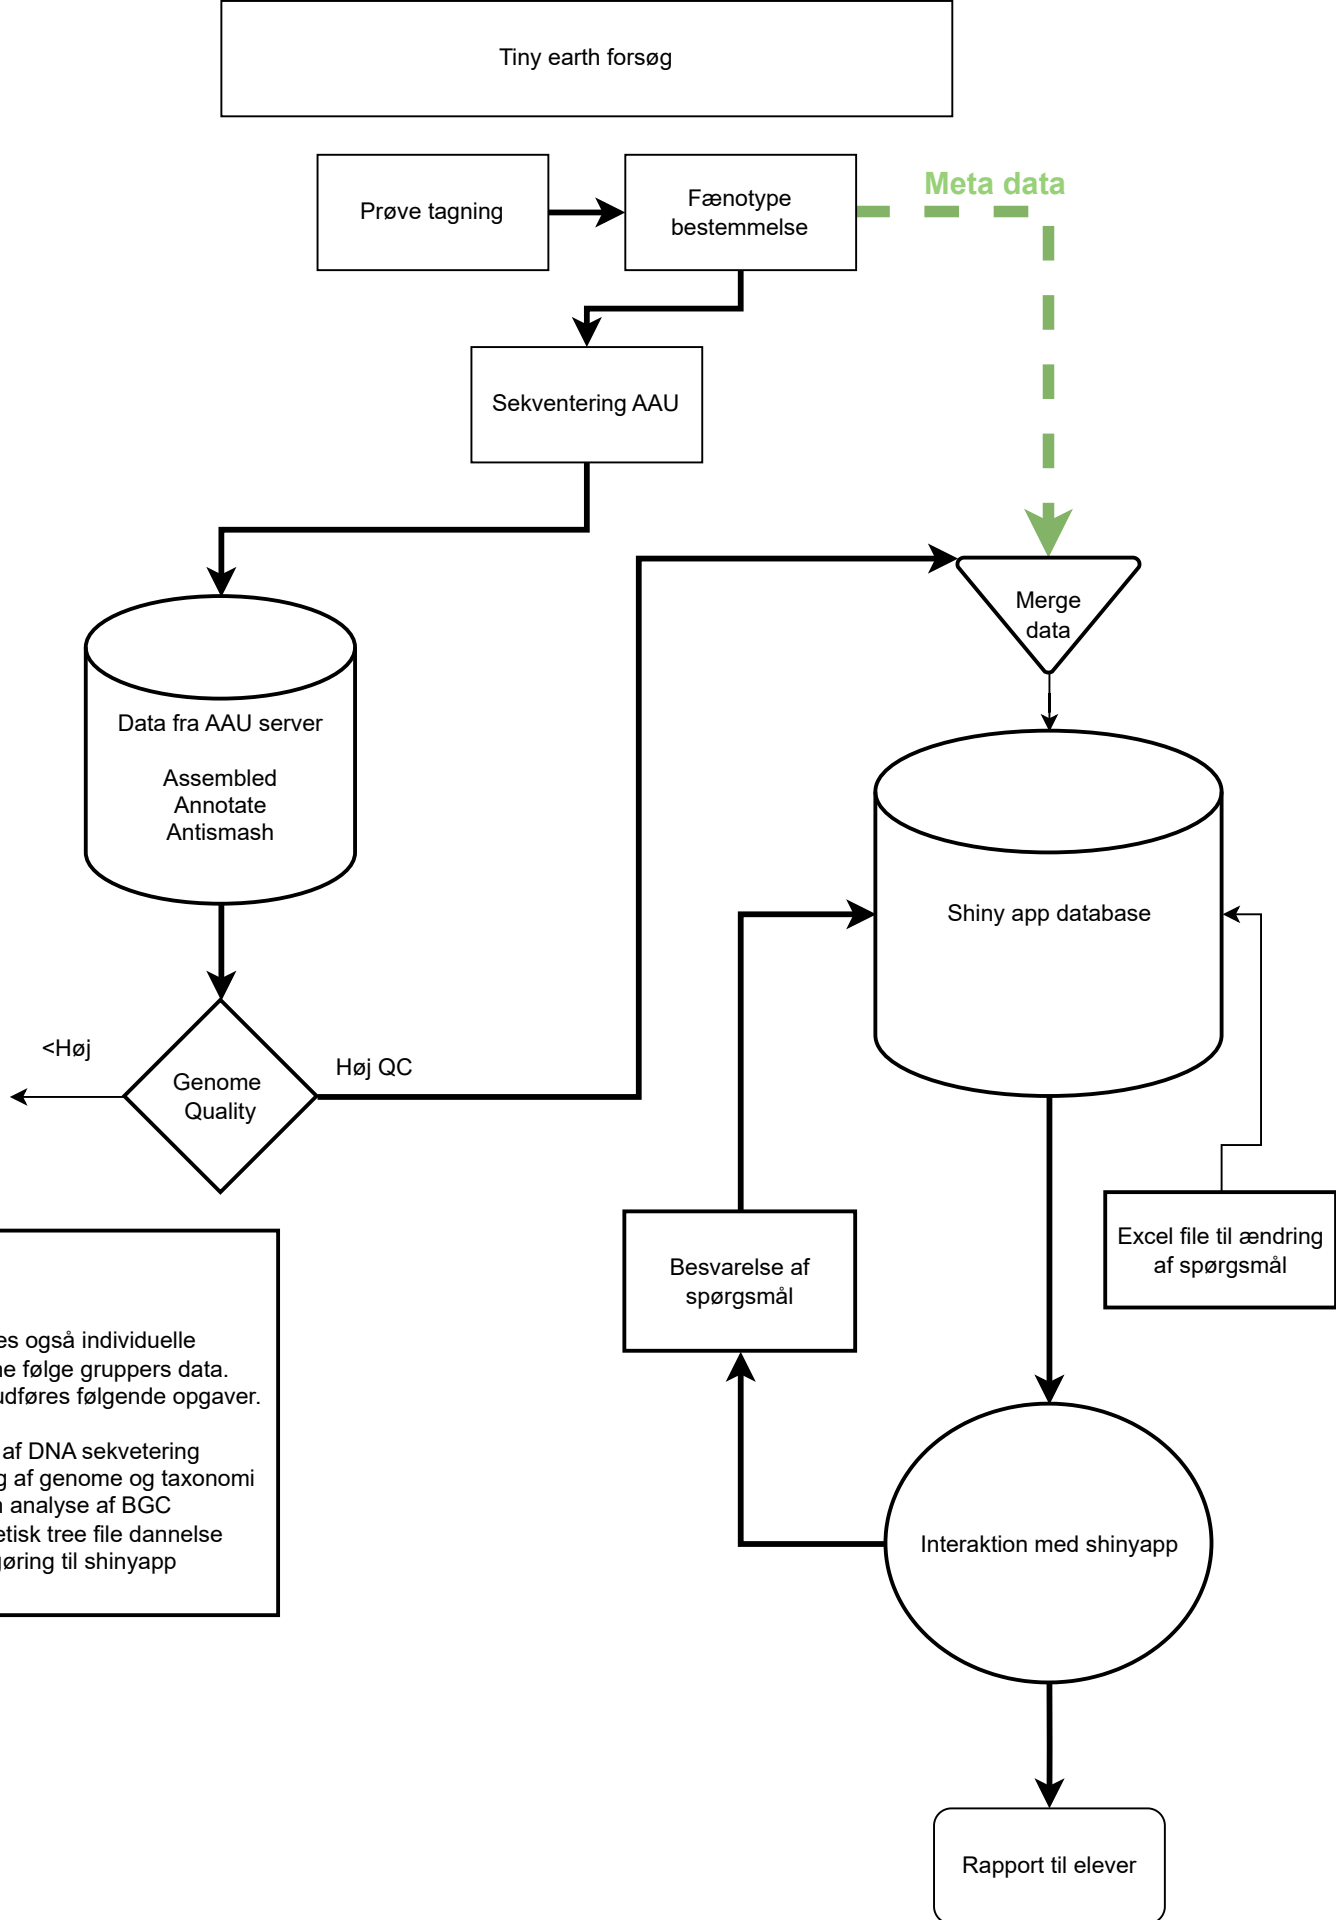 Tiny earth forsøg
Prøve tagning
Fænotype
bestemmelse
Meta data
Sekventering AAU
Merge
data
Data fra AAU server
Assembled
Annotate
Antismash
Shiny app database
<Høj
Høj QC
Genome
Quality
Besvarelse af
spørgsmål
Excel file til ændring
af spørgsmål
også individuelle
følge gruppers data.
udføres følgende opgaver.
af DNA sekvetering
af genome og taxonomi
analyse af BGC
tree file dannelse
til shinyapp
Interaktion med shinyapp
Rapport til elever